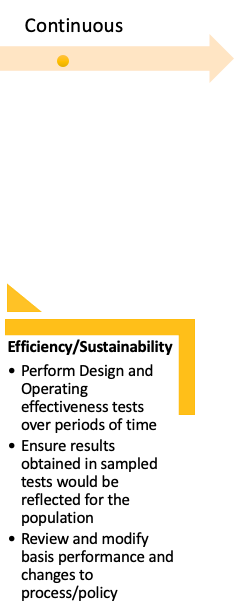 Continuous
Efficiency/Sustainability
• Perform Design and
Operating
effectiveness tests
over periods of time
• Ensure results
obtained in sampled
tests would be
reflected for the
population
• Review and modify
basis performance and
changes to
process/policy